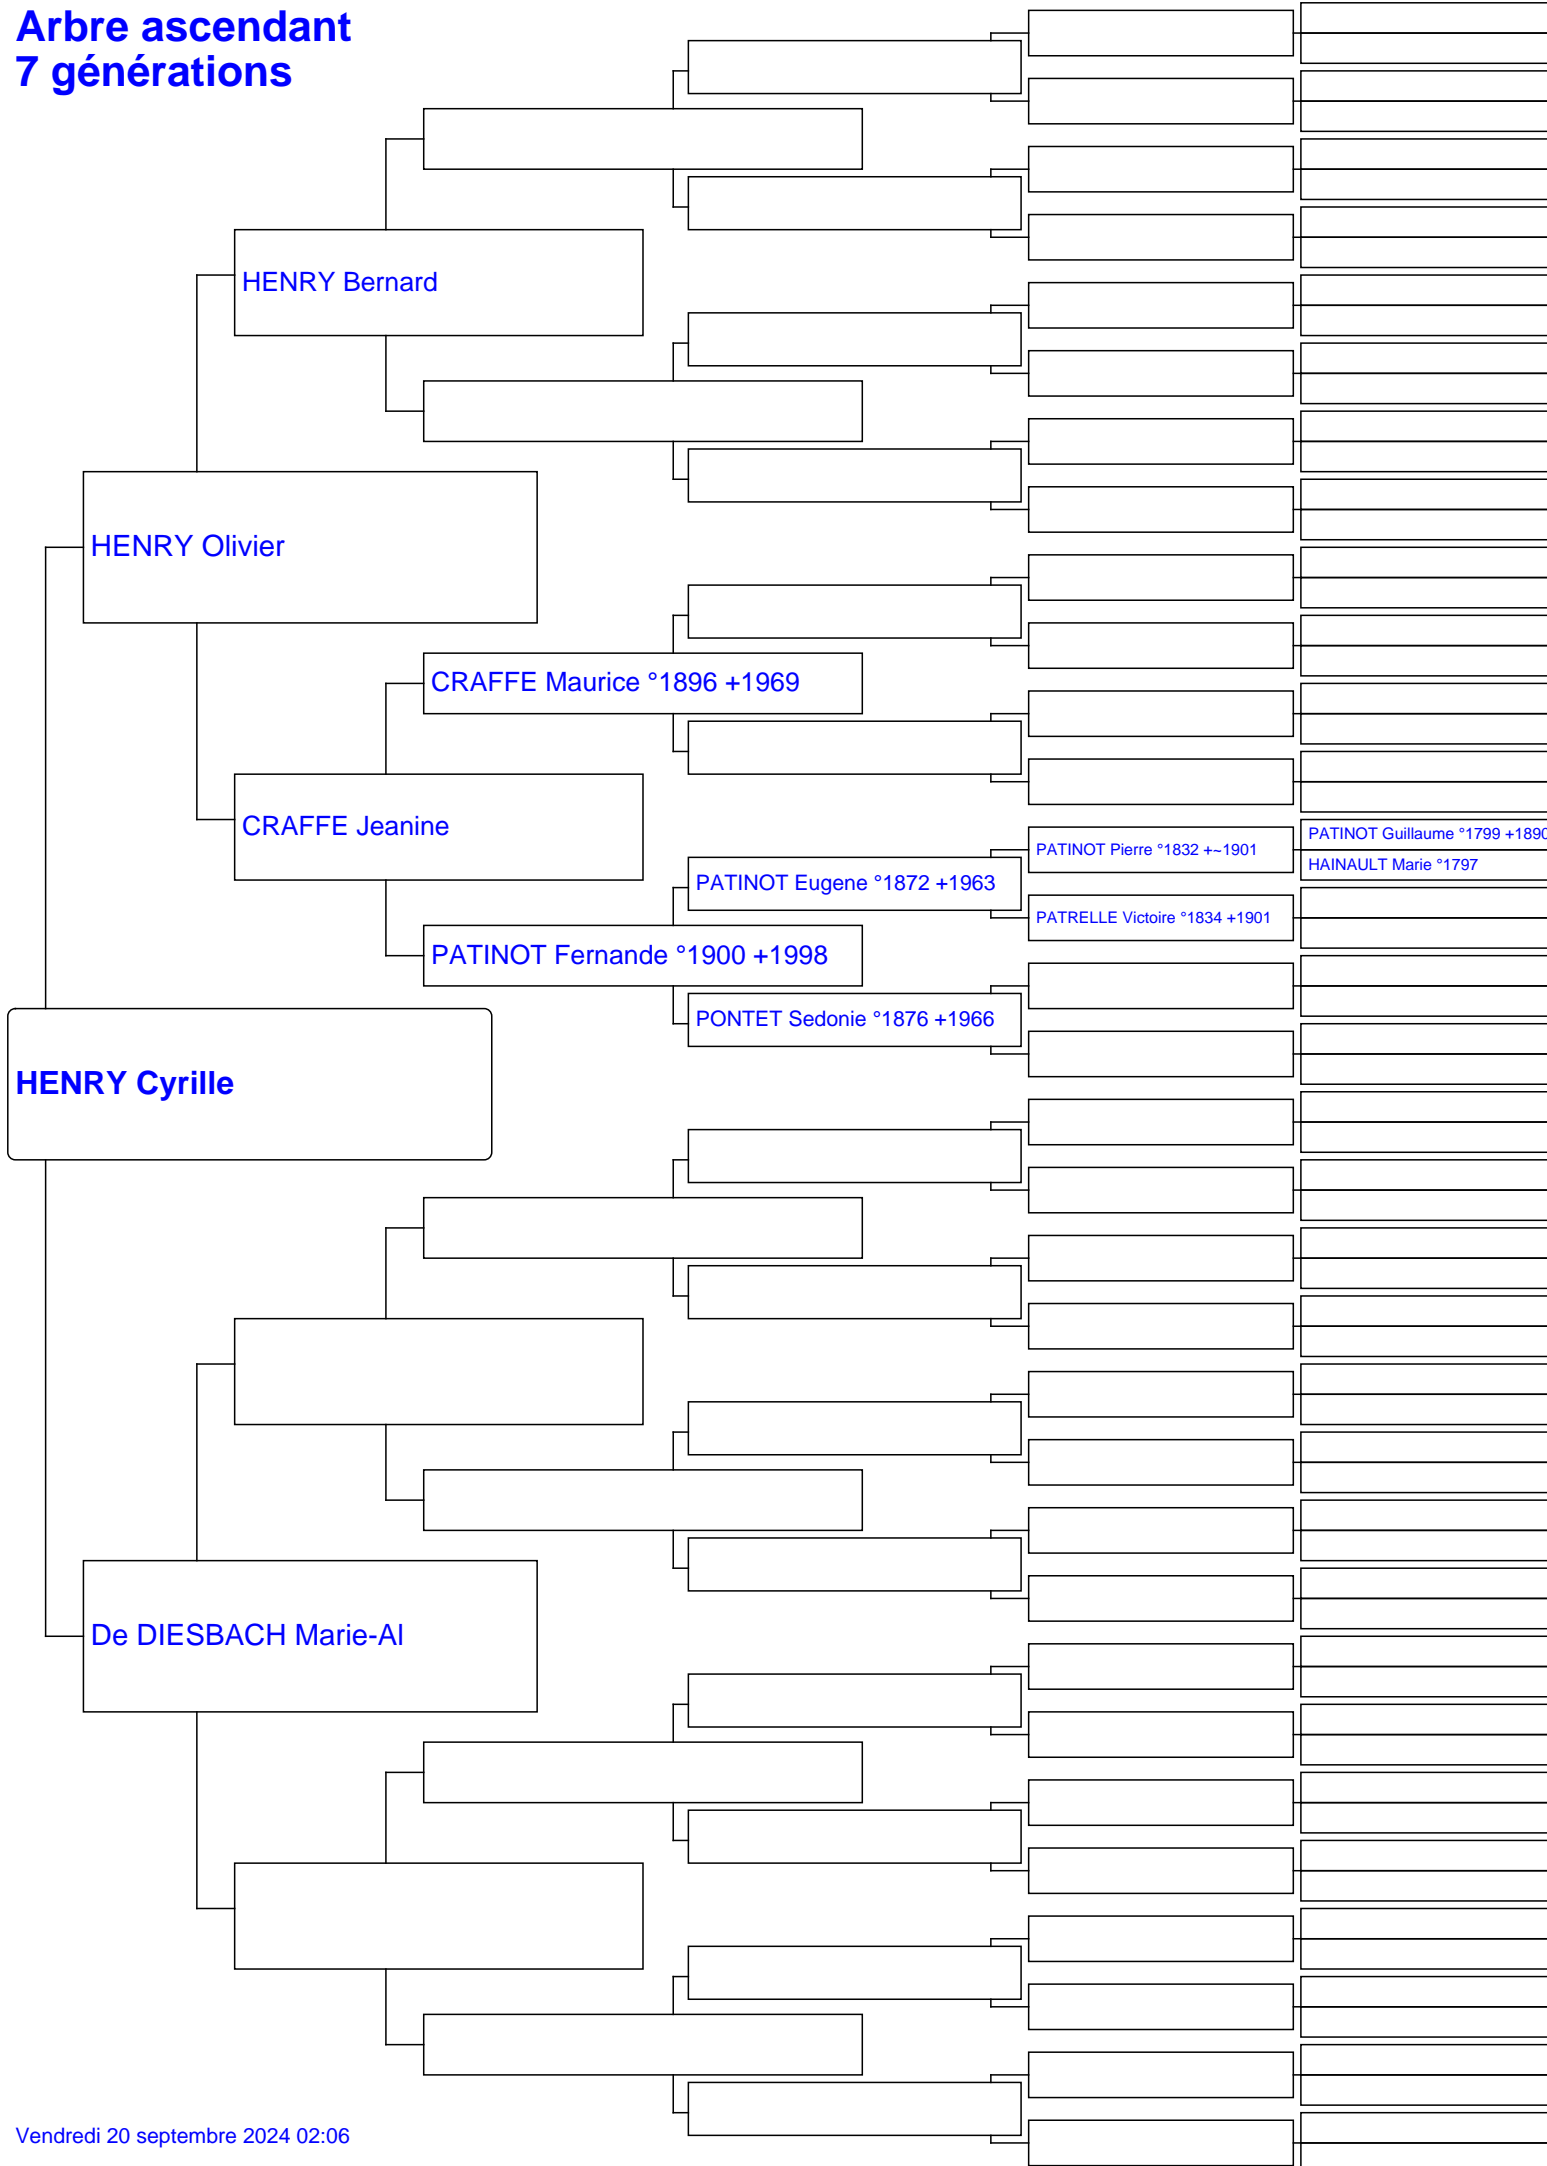 Arbre ascendant
7 générations
HENRY Bernard
HENRY Olivier
CRAFFE Maurice °1896 +1969
CRAFFE Jeanine
PATINOT Guillaume °1799 +1890
PATINOT Pierre °1832 +~1901
HAINAULT Marie °1797
PATINOT Eugene °1872 +1963
PATRELLE Victoire °1834 +1901
PATINOT Fernande °1900 +1998
PONTET Sedonie °1876 +1966
HENRY Cyrille
De DIESBACH Marie-Al
Vendredi 20 septembre 2024 02:06